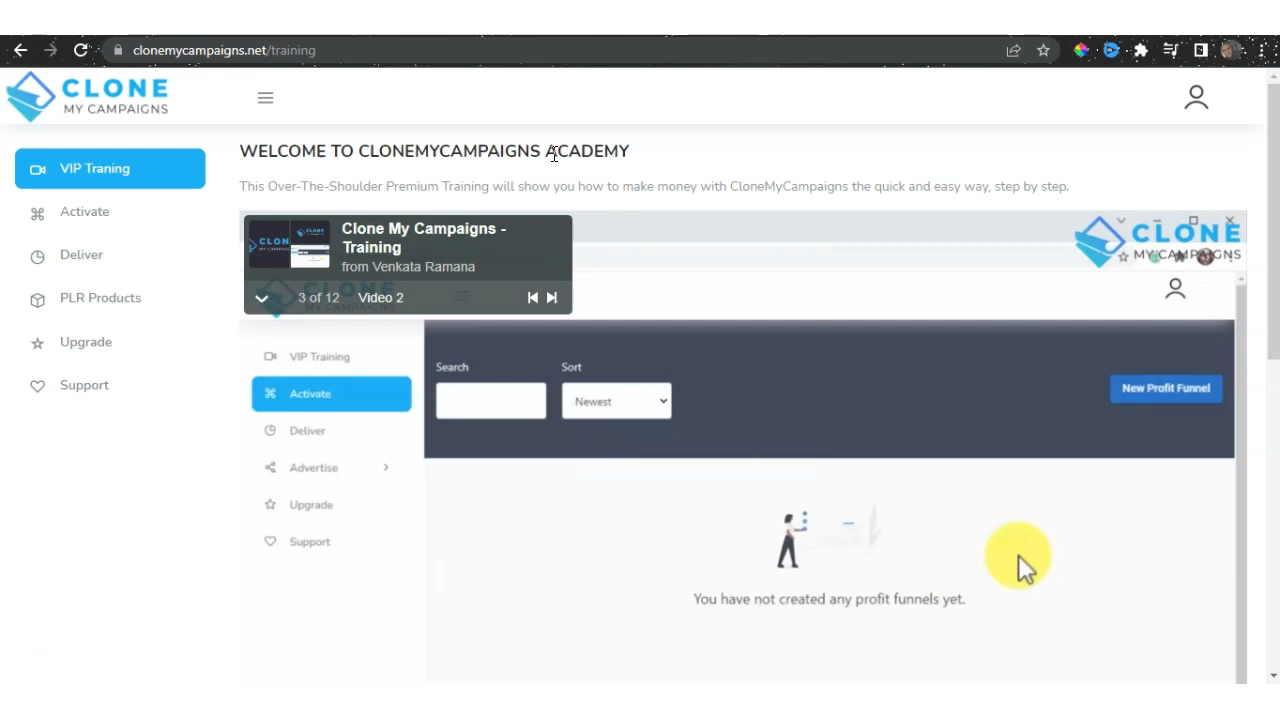 clonemycampaigns.net/training
CLONE
MY CAMPAIGNS
VIP Traning
Activate
Deliver
PLR Products
Upgrade
Support
WELCOME TO CLONEMYCAMPAIGNS ACADEMY
This Over-The-Shoulder Premium Training will show you how to make money with CloneMyCampaigns the quick and easy way, step by step.
Clone My Campaigns -
Training
from Venkata Ramana
3 of 12 Video 2
CLONE
MY CAMPAIGNS
VIP Training
Activate
Deliver
Advertise
Upgrade
Support
Search
Sort
Newest
New Profit Funnel
You have not created any profit funnels yet.